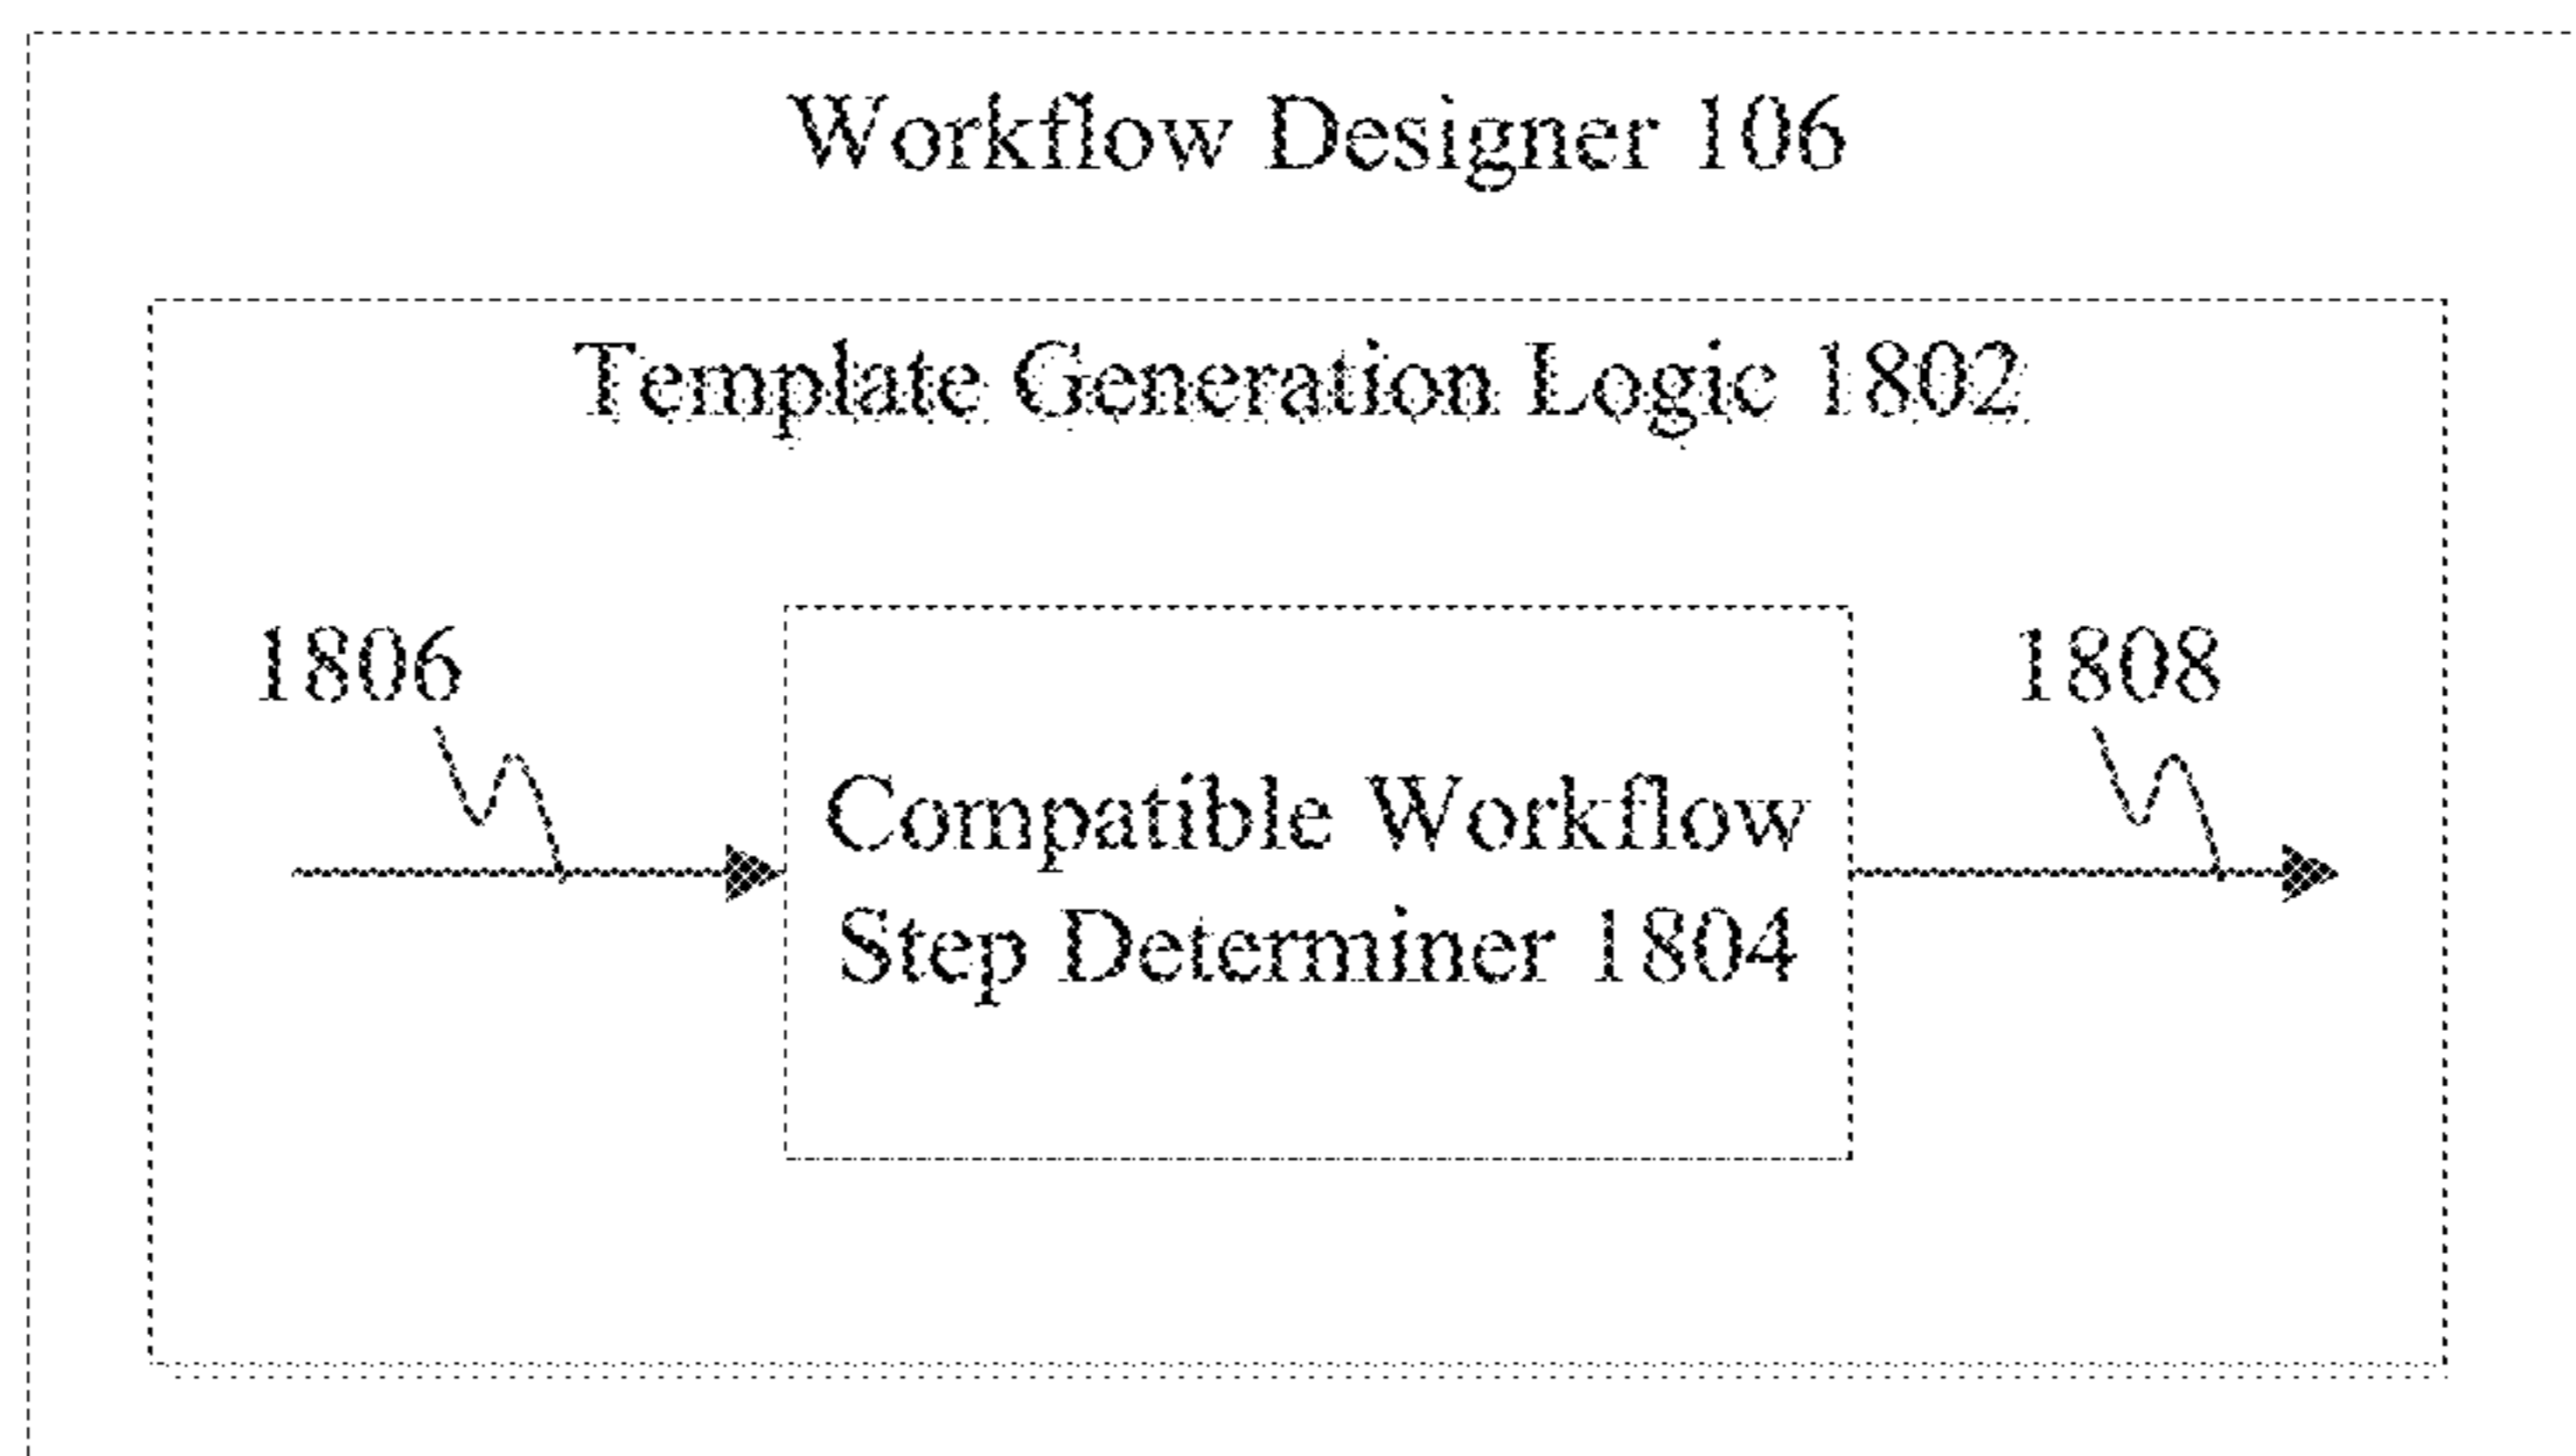 Workflow Designer 106
Template Generation Logic 1802
1806
1808
Compatible Workflow
Step Determiner 1804